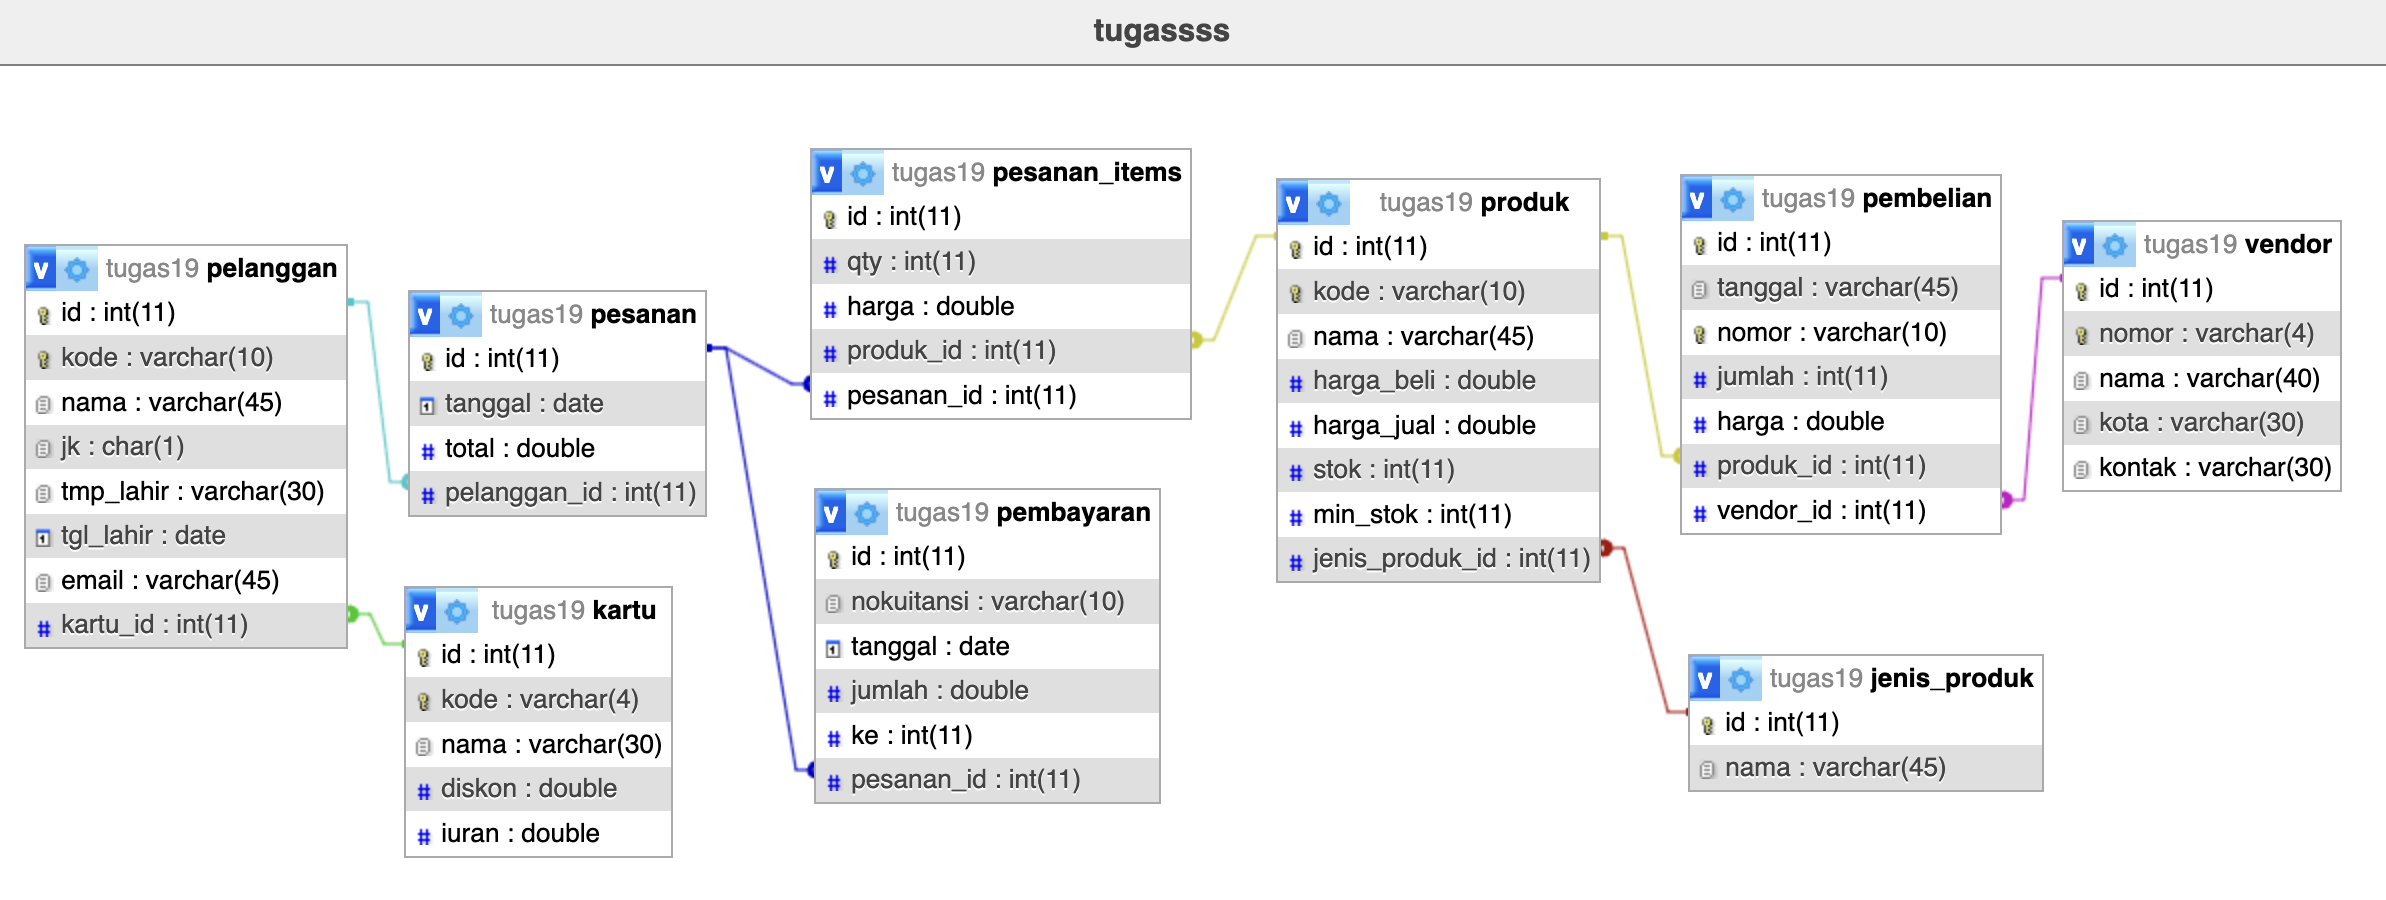 tugassss
tugas19 pelanggan
id : int(11)
kode : varchar(10)
nama : varchar(45)
jk : char(1)
tmp_lahir : varchar(30)
tgl_lahir : date
email : varchar(45)
kartu_id : int(11)
tugas19 pesanan
id : int(11)
tanggal : date
total : double
pelanggan_id : int(11)
tugas19 kartu
id : int(11)
kode : varchar(4)
nama : varchar(30)
diskon : double
iuran : double
tugas19 pesanan_items
id : int(11)
qty : int(11)
harga : double
produk_id : int(11)
pesanan_id : int(11)
tugas19 pembayaran
id : int(11)
nokuitansi : varchar(10)
tanggal : date
jumlah : double
ke : int(11)
pesanan_id : int(11)
tugas19 produk
id : int(11)
kode : varchar(10)
nama : varchar(45)
harga_beli : double
harga_jual : double
stok : int(11)
min_stok : int(11)
jenis_produk_id : int(11)
tugas19 pembelian
id : int(11)
tanggal : varchar(45)
nomor : varchar(10)
jumlah : int(11)
harga : double
produk_id : int(11)
vendor_id : int(11)
tugas19 vendor
id : int(11)
nomor : varchar(4)
nama : varchar(40)
kota : varchar(30)
kontak : varchar(30)
tugas19 jenis_produk
id : int(11)
nama : varchar(45)